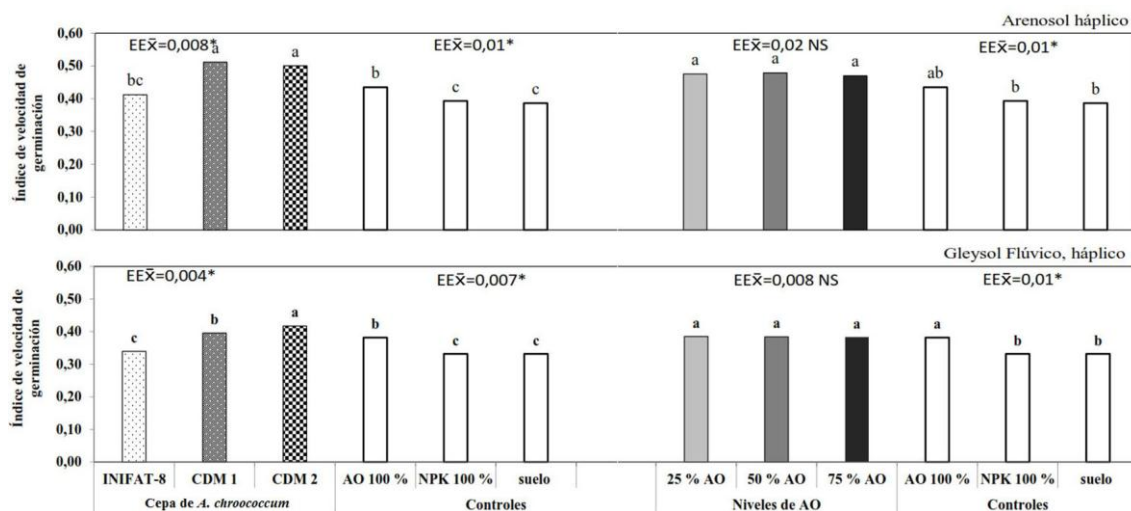 Arenosol háplico
Índice de velocidad de
germinación
0,60
0,50
0,40
0,30
0,20
0,10
0,00
EEx̄=0,008*
EEx̄=0,01*
EEx̄=0,02 NS
EEx̄=0,01*
bc a a b c c a a a ab b b
Gleysol Flúvico, háplico
Índice de velocidad de
germinación
0,60
0,50
0,40
0,30
0,20
0,10
0,00
EEx̄=0,004*
EEx̄=0,007*
EEx̄=0,008 NS
EEx̄=0,01*
c b a b c c a a a a b b
INIFAT-8 CDM 1 CDM 2 AO 100 % NPK 100 % suelo 25 % AO 50 % AO 75 % AO AO 100 % NPK 100 % suelo
Cepa de A. chroococcum Controles Niveles de AO Controles